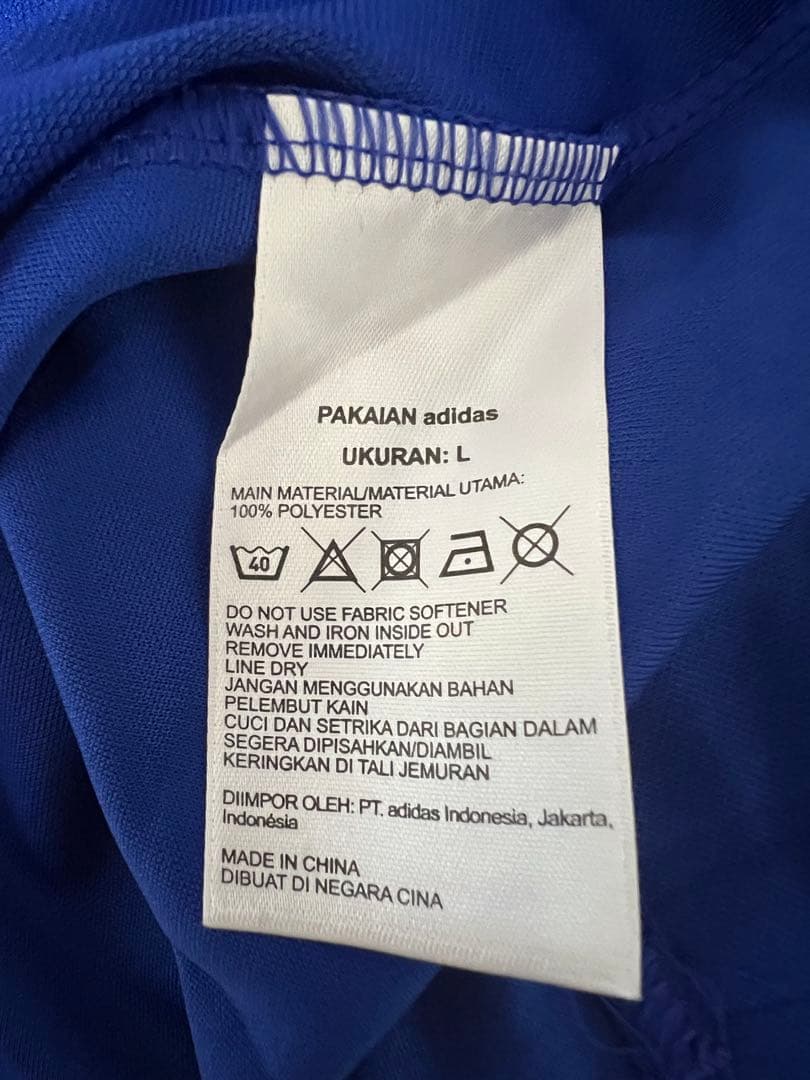 PAKAIAN adidas
UKURAN: L
MAIN MATERIAL/MATERIAL UTAMA:
100% POLYESTER
40
DO NOT USE FABRIC SOFTENER
WASH AND IRON INSIDE OUT
REMOVE IMMEDIATELY
LINE DRY
JANGAN MENGGUNAKAN BAHAN
PELEMBUT KAIN
CUCI DAN SETRIKA DARI BAGIAN DALAM
SEGERA DIPISAHKAN/DIAMBIL
KERINGKAN DI TALI JEMURAN
DIIMPOR OLEH: PT. adidas Indonesia, Jakarta,
Indonésia
MADE IN CHINA
DIBUAT DI NEGARA CINA